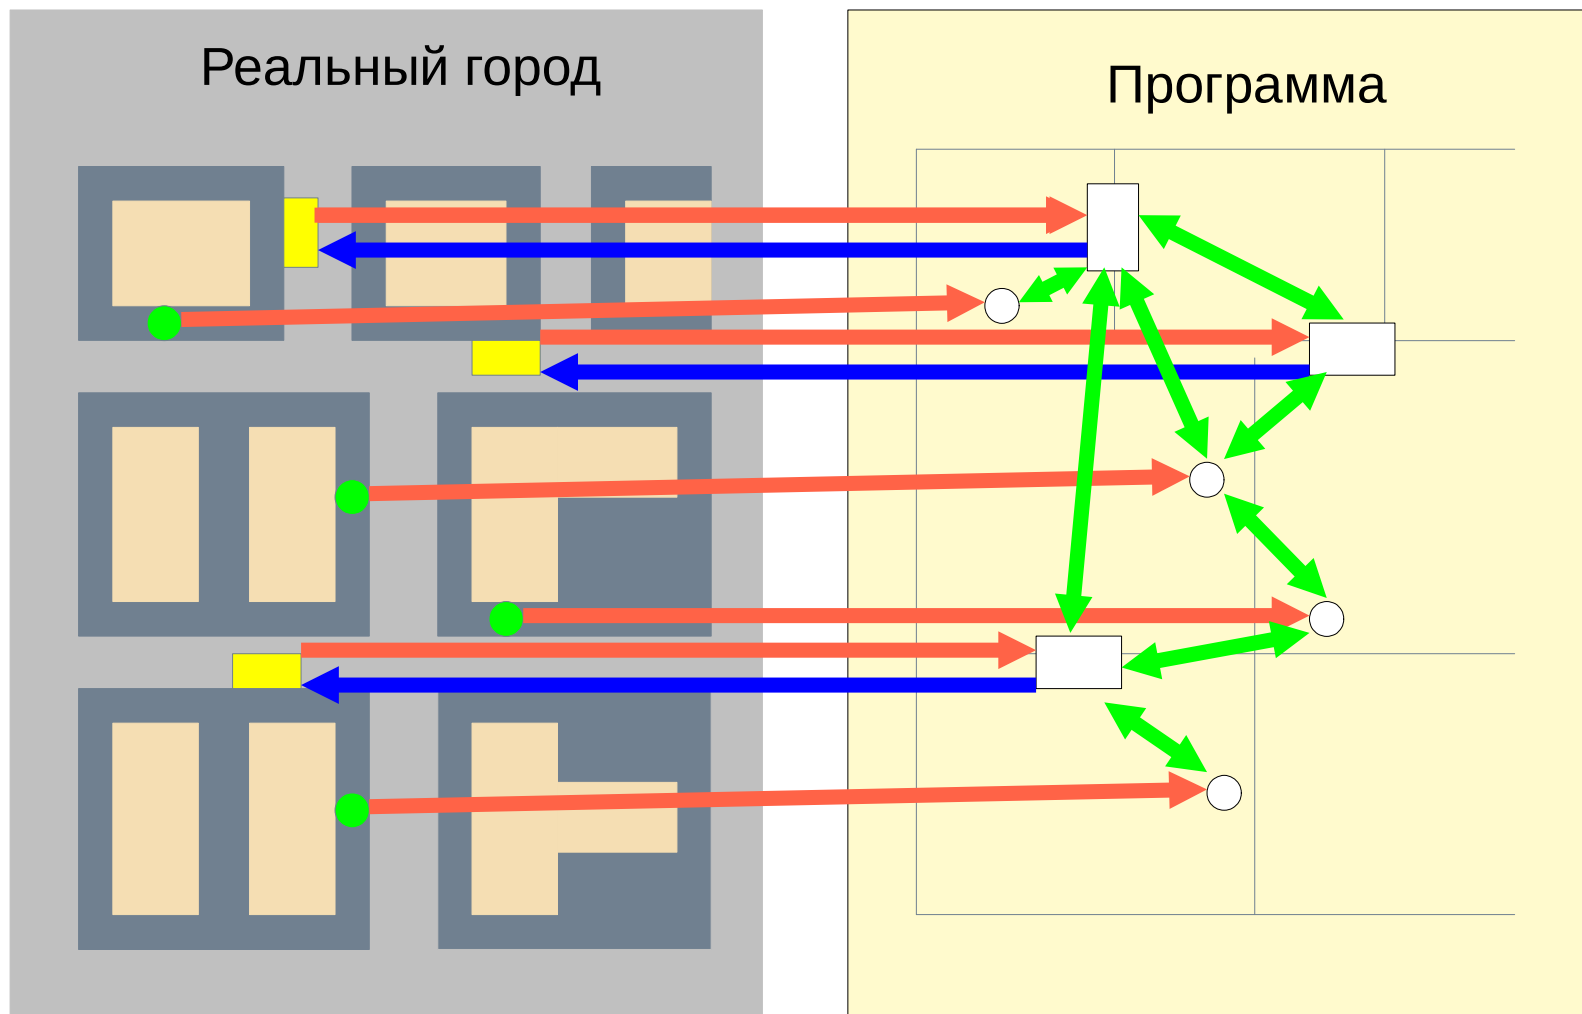 Реальный город
Программа